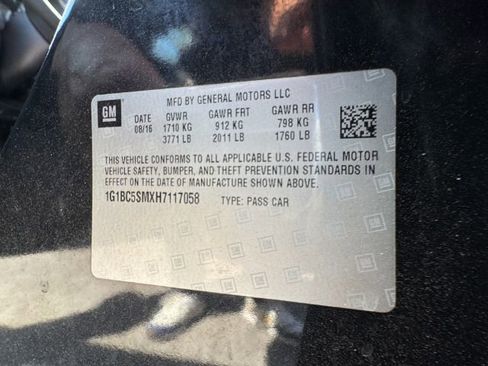 MFD BY GENERAL MOTORS LLC
GM DATE GVWR GAWR FRT GAWR RR
08/16 1710 KG 912 KG 798 KG
3771 LB 2011 LB 1760 LB
THIS VEHICLE CONFORMS TO ALL APPLICABLE U.S. FEDERAL MOTOR
VEHICLE SAFETY, BUMPER, AND THEFT PREVENTION STANDARDS IN
EFFECT ON THE DATE OF MANUFACTURE SHOWN ABOVE.
1G1BC5SMXH7117058 TYPE: PASS CAR